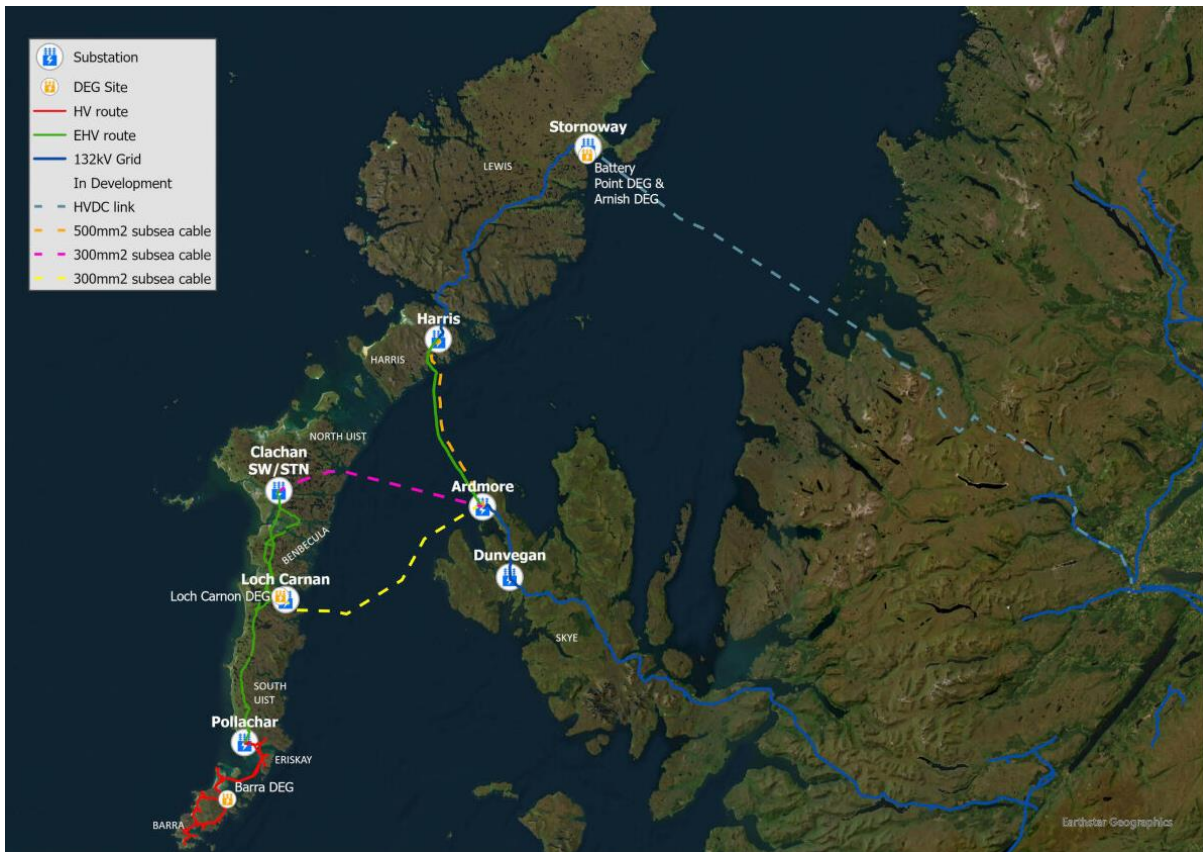 Substation
DEG Site
HV route
EHV route
132kV Grid
In Development
HVDC link
500mm2 subsea cable
300mm2 subsea cable
300mm2 subsea cable
Stornoway
LEWIS
Battery
Point DEG &
Arnish DEG
Harris
HARRIS
NORTH UIST
Clachan
SW/STN
Ardmore
BENBECULA
Dunvegan
Loch Carnan
Loch Carnon DEG
SKYE
SOUTH
UIST
Pollachar
ERISKAY
Barra DEG
BARRA
Earthstar Geographics